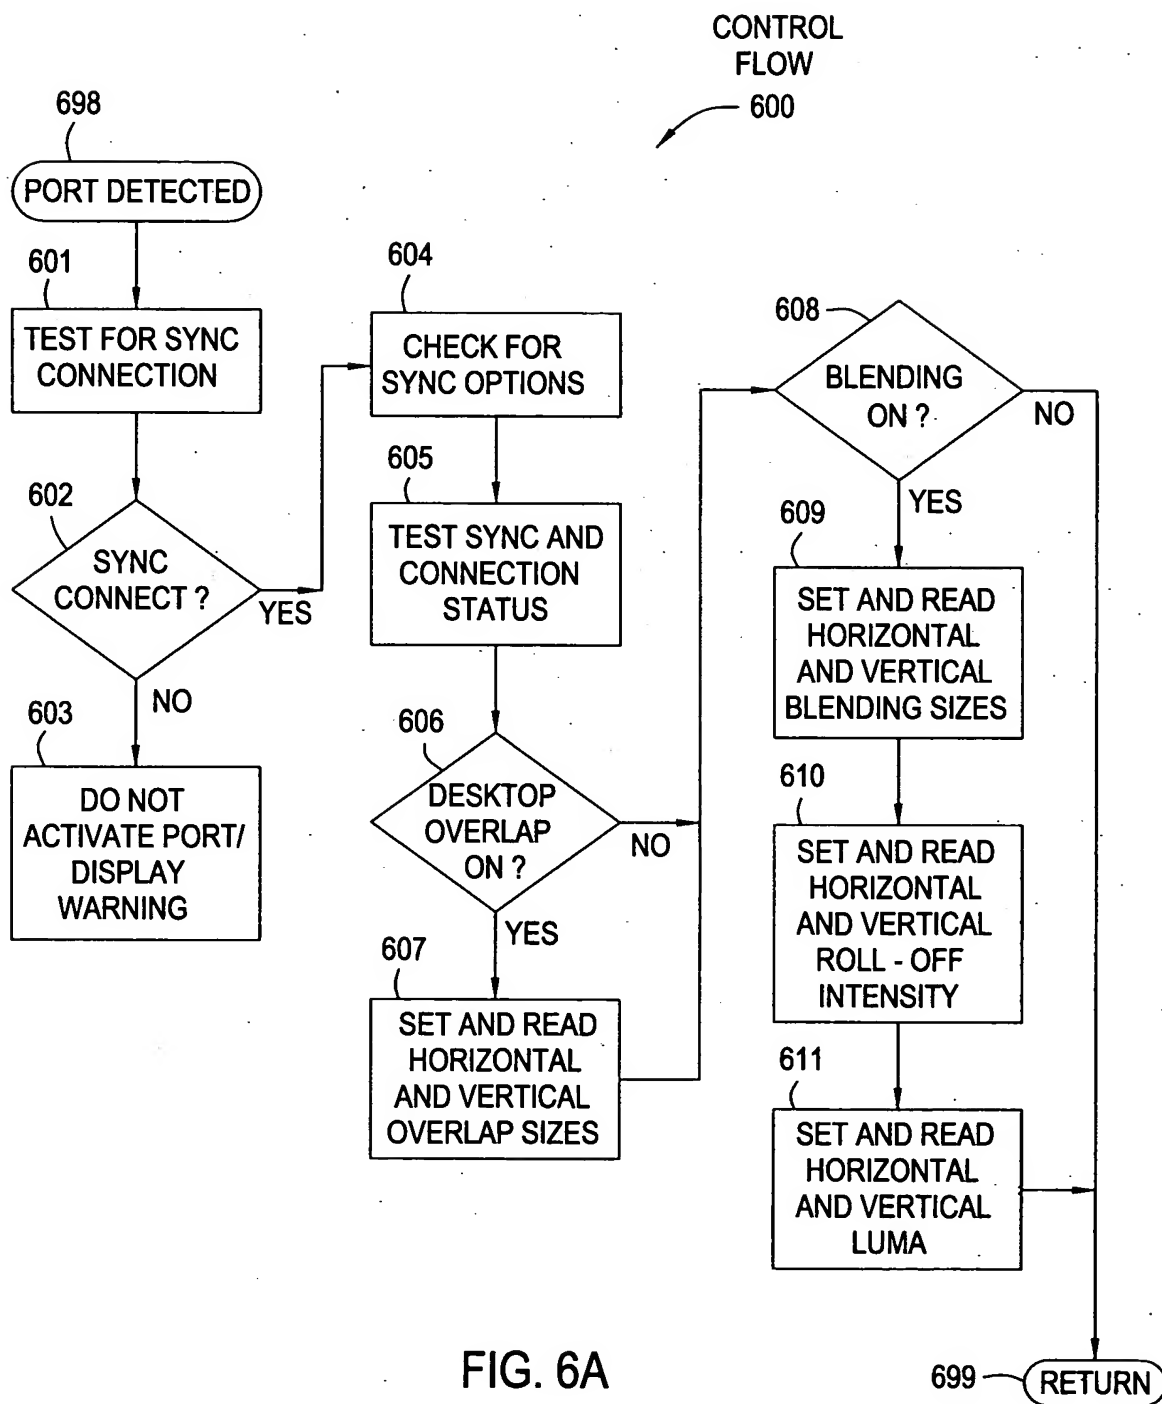 CONTROL
FLOW
600
698
PORT DETECTED
601
TEST FOR SYNC
CONNECTION
602
SYNC
CONNECT ?
YES
NO
603
DO NOT
ACTIVATE PORT/
DISPLAY
WARNING
604
CHECK FOR
SYNC OPTIONS
605
TEST SYNC AND
CONNECTION
STATUS
606
DESKTOP
OVERLAP
ON ?
NO
YES
607
SET AND READ
HORIZONTAL
AND VERTICAL
OVERLAP SIZES
608
BLENDING
ON ?
NO
YES
609
SET AND READ
HORIZONTAL
AND VERTICAL
BLENDING SIZES
610
SET AND READ
HORIZONTAL
AND VERTICAL
ROLL - OFF
INTENSITY
611
SET AND READ
HORIZONTAL
AND VERTICAL
LUMA
699
RETURN
FIG. 6A